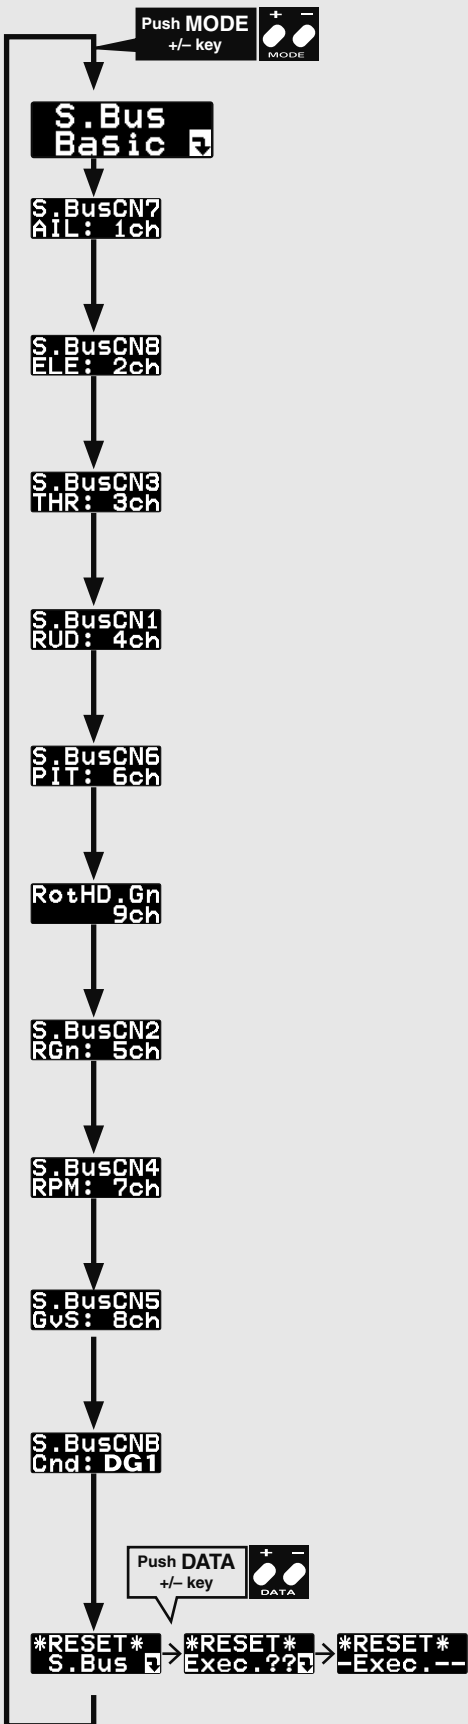 Push MODE
+/– key
+ –
MODE
S.Bus
Basic
S.BusCN7
AIL: 1ch
S.BusCN8
ELE: 2ch
S.BusCN3
THR: 3ch
S.BusCN1
RUD: 4ch
S.BusCN6
PIT: 6ch
RotHD.Gn
9ch
S.BusCN2
RGn: 5ch
S.BusCN4
RPM: 7ch
S.BusCN5
GvS: 8ch
S.BusCNB
Cnd: DG1
Push DATA
+/– key
+ –
DATA
*RESET*
S.Bus
*RESET*
Exec.??
*RESET*
-Exec.--